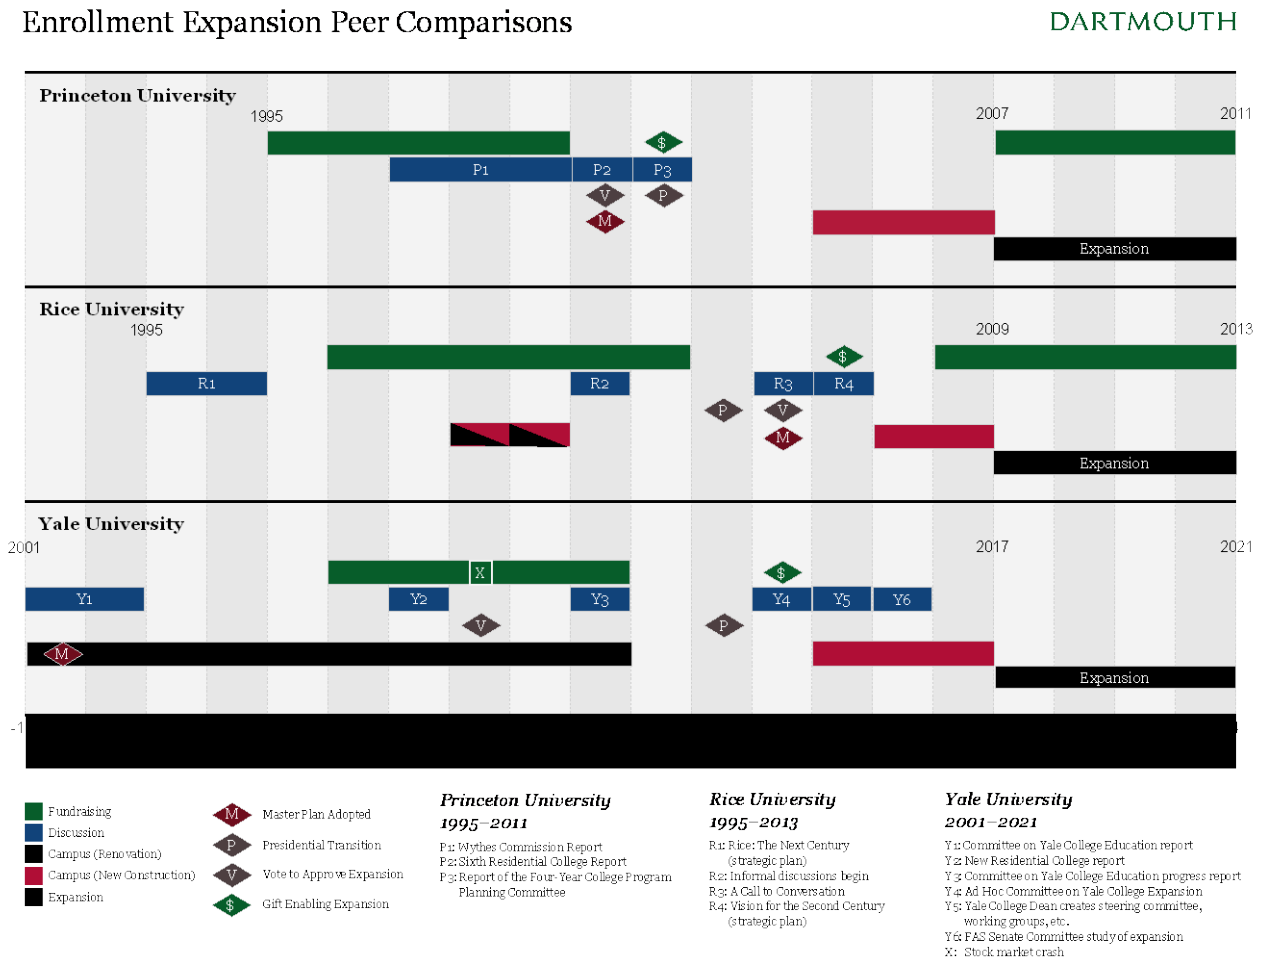 Enrollment Expansion Peer Comparisons
DARTMOUTH
Princeton University
1995
2007
2011
$
P1
P2
P3
V
P
M
Expansion
Rice University
1995
2009
2013
$
R1
R2
R3
R4
P
V
M
Expansion
Yale University
2001
2017
2021
X
$
Y1
Y2
Y3
Y4
Y5
Y6
V
P
M
Expansion
-1
Fundraising
Discussion
Campus (Renovation)
Campus (New Construction)
Expansion
M Master Plan Adopted
P Presidential Transition
V Vote to Approve Expansion
$ Gift Enabling Expansion
Princeton University
1995–2011
P1: Wythes Commission Report
P2: Sixth Residential College Report
P3: Report of the Four-Year College Program
Planning Committee
Rice University
1995–2013
R1: Rice: The Next Century
(strategic plan)
R2: Informal discussions begin
R3: A Call to Conversation
R4: Vision for the Second Century
(strategic plan)
Yale University
2001–2021
Y1: Committee on Yale College Education report
Y2: New Residential College report
Y3: Committee on Yale College Education progress report
Y4: Ad Hoc Committee on Yale College Expansion
Y5: Yale College Dean creates steering committee,
working groups, etc.
Y6: FAS Senate Committee study of expansion
X: Stock market crash